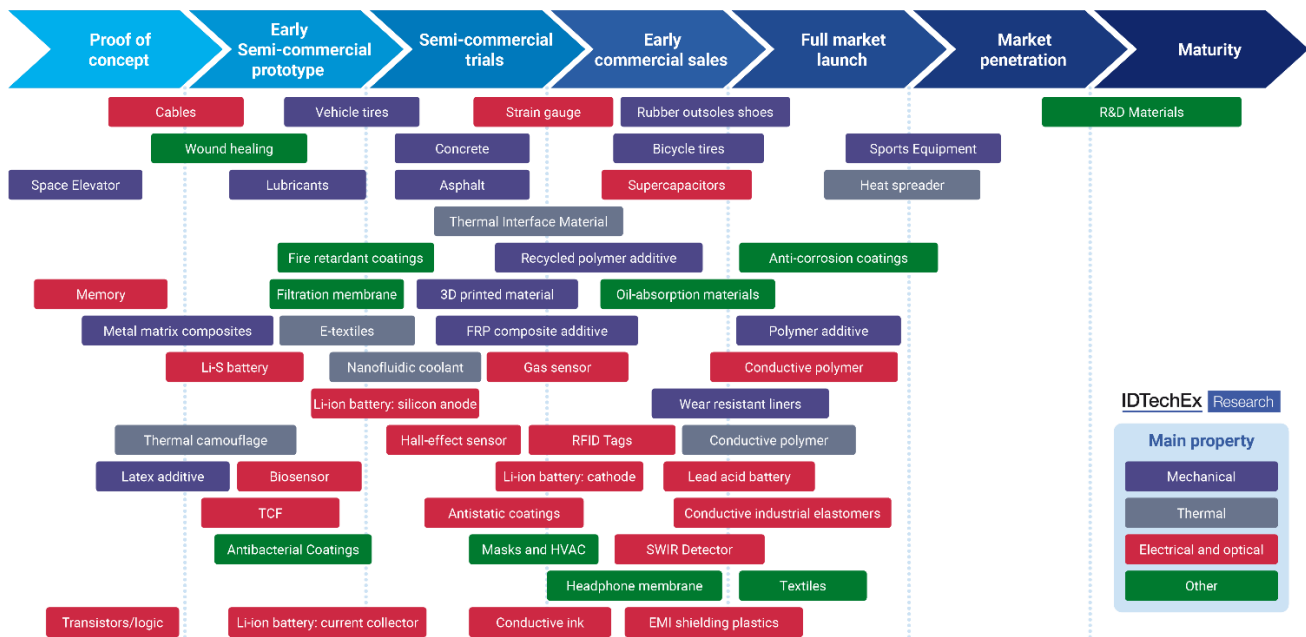 Proof of
concept
Early
Semi-commercial
prototype
Semi-commercial
trials
Early
commercial sales
Full market
launch
Market
penetration
Maturity
Cables
Vehicle tires
Strain gauge
Rubber outsoles shoes
R&D Materials
Wound healing
Concrete
Bicycle tires
Sports Equipment
Space Elevator
Lubricants
Asphalt
Supercapacitors
Heat spreader
Thermal Interface Material
Fire retardant coatings
Recycled polymer additive
Anti-corrosion coatings
Memory
Filtration membrane
3D printed material
Oil-absorption materials
Metal matrix composites
E-textiles
FRP composite additive
Polymer additive
Li-S battery
Nanofluidic coolant
Gas sensor
Conductive polymer
Li-ion battery: silicon anode
Wear resistant liners
Thermal camouflage
Hall-effect sensor
RFID Tags
Conductive polymer
Latex additive
Biosensor
Li-ion battery: cathode
Lead acid battery
TCF
Antistatic coatings
Conductive industrial elastomers
Antibacterial Coatings
Masks and HVAC
SWIR Detector
Headphone membrane
Textiles
Transistors/logic
Li-ion battery: current collector
Conductive ink
EMI shielding plastics
IDTechEx Research
Main property
Mechanical
Thermal
Electrical and optical
Other